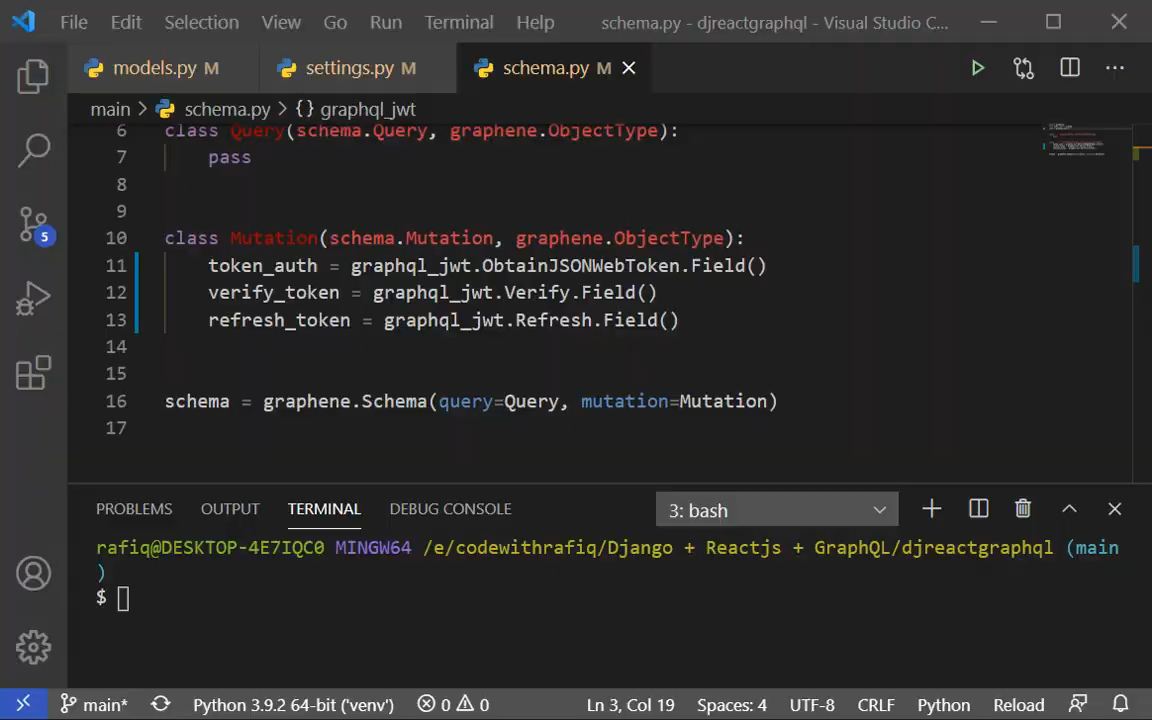 File Edit Selection View Go Run Terminal Help schema.py - djreactgraphql - Visual Studio C...
models.py M settings.py M schema.py M
main > schema.py > {} graphql_jwt
6 class Query(schema.Query, graphene.ObjectType):
7 pass
8
9
10 class Mutation(schema.Mutation, graphene.ObjectType):
11 token_auth = graphql_jwt.ObtainJSONWebToken.Field()
12 verify_token = graphql_jwt.Verify.Field()
13 refresh_token = graphql_jwt.Refresh.Field()
14
15
16 schema = graphene.Schema(query=Query, mutation=Mutation)
17
5
PROBLEMS OUTPUT TERMINAL DEBUG CONSOLE 3: bash
rafiq@DESKTOP-4E7IQC0 MINGW64 /e/codewithrafiq/Django + Reactjs + GraphQL/djreactgraphql (main
)
$
main* Python 3.9.2 64-bit ('venv') 0 0 Ln 3, Col 19 Spaces: 4 UTF-8 CRLF Python Reload